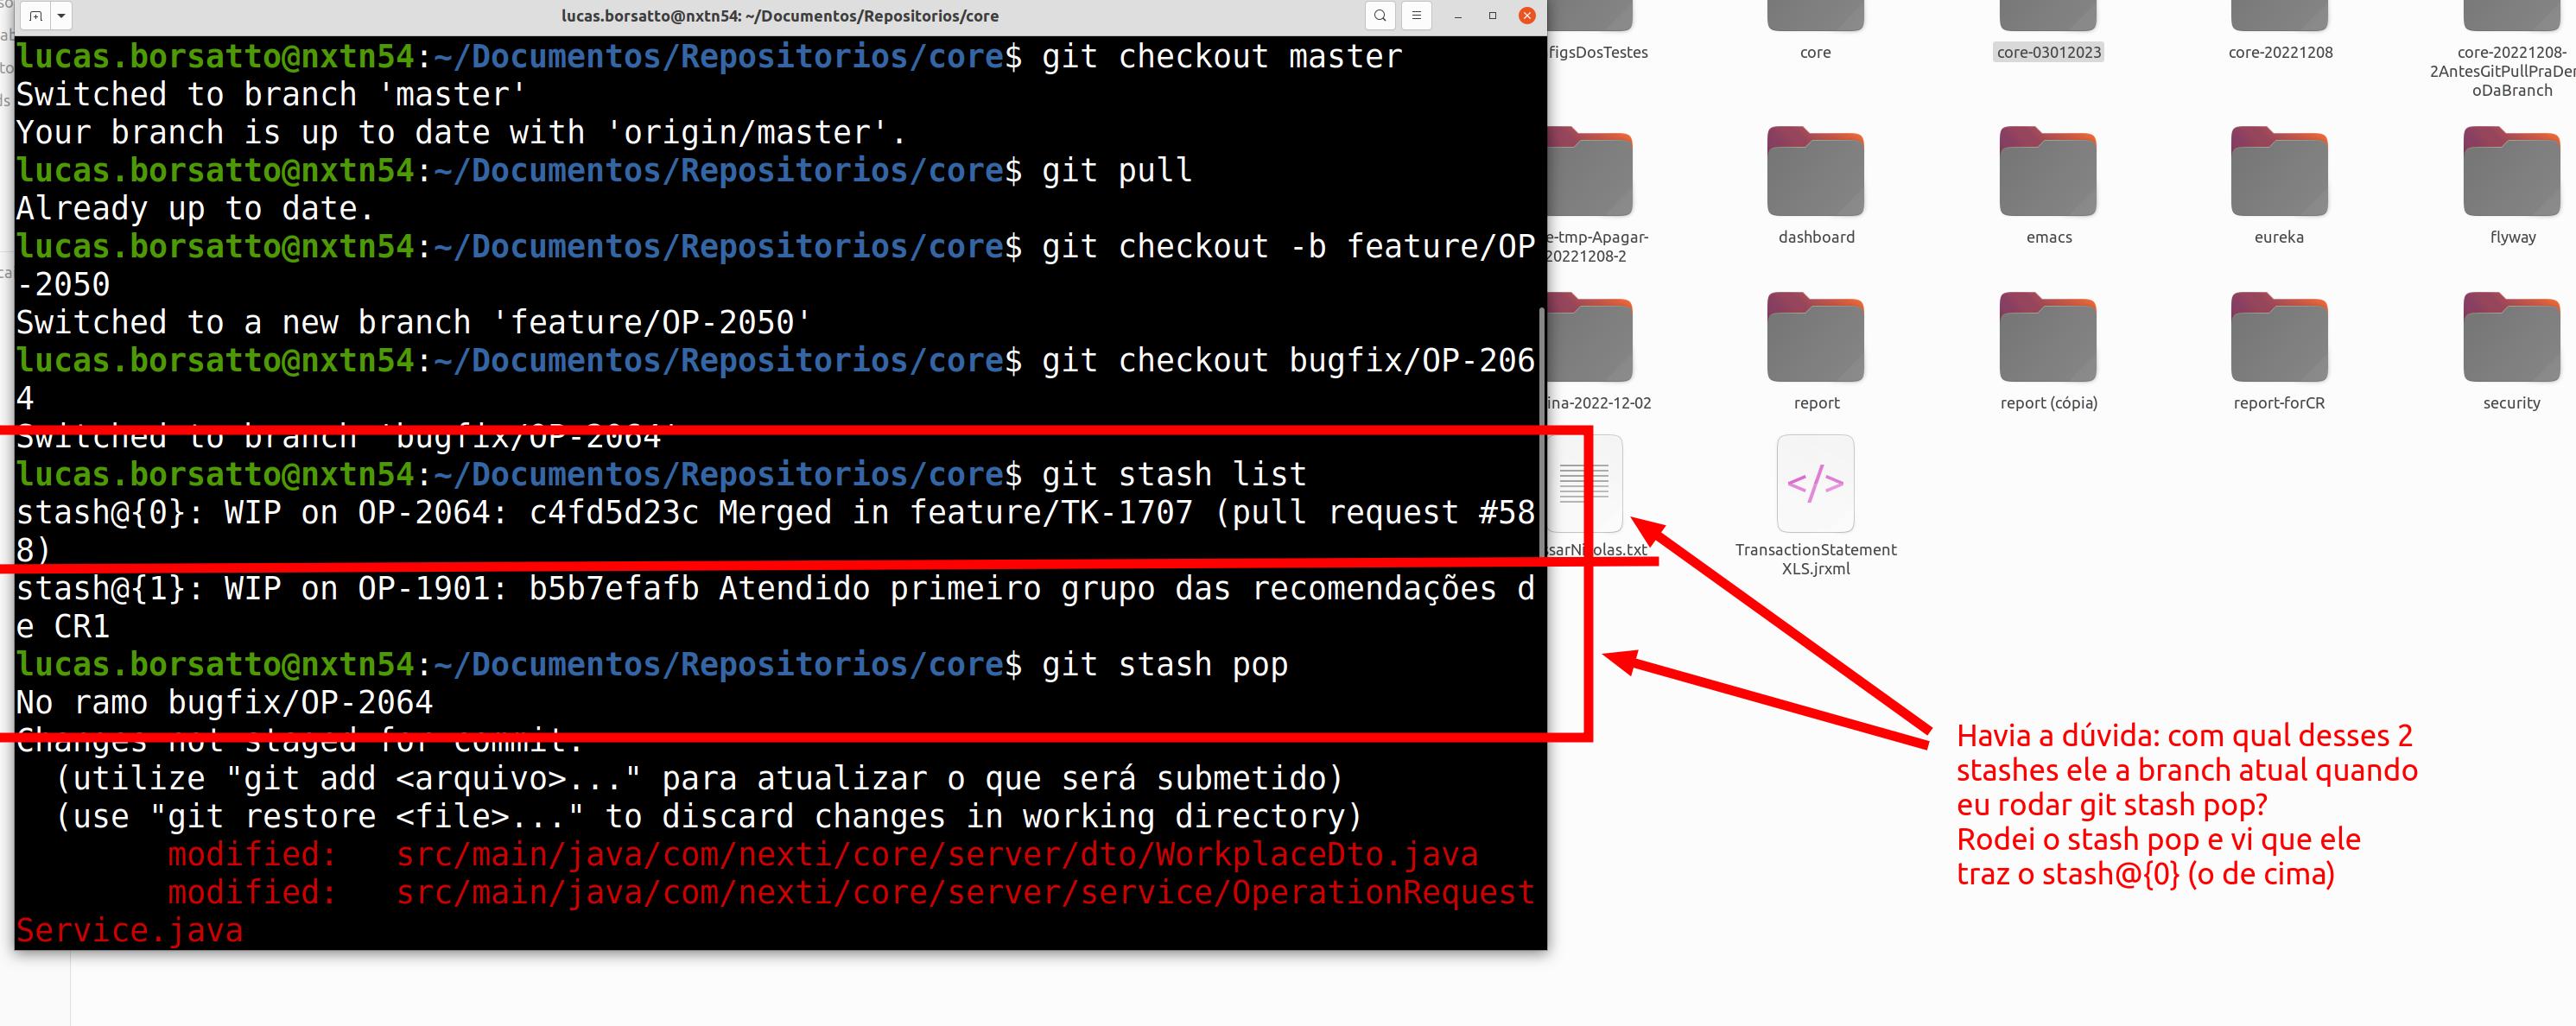 lucas.borsatto@nxtn54: ~/Documentos/Repositorios/core
lucas.borsatto@nxtn54:~/Documentos/Repositorios/core$ git checkout master
Switched to branch 'master'
Your branch is up to date with 'origin/master'.
lucas.borsatto@nxtn54:~/Documentos/Repositorios/core$ git pull
Already up to date.
lucas.borsatto@nxtn54:~/Documentos/Repositorios/core$ git checkout -b feature/OP
-2050
Switched to a new branch 'feature/OP-2050'
lucas.borsatto@nxtn54:~/Documentos/Repositorios/core$ git checkout bugfix/OP-206
4
Switched to branch 'bugfix/OP-2064'
lucas.borsatto@nxtn54:~/Documentos/Repositorios/core$ git stash list
stash@{0}: WIP on OP-2064: c4fd5d23c Merged in feature/TK-1707 (pull request #58
8)
stash@{1}: WIP on OP-1901: b5b7efafb Atendido primeiro grupo das recomendações d
e CR1
lucas.borsatto@nxtn54:~/Documentos/Repositorios/core$ git stash pop
No ramo bugfix/OP-2064
Changes not staged for commit:
(utilize "git add <arquivo>..." para atualizar o que será submetido)
(use "git restore <file>..." to discard changes in working directory)
modified:   src/main/java/com/nexti/core/server/dto/WorkplaceDto.java
modified:   src/main/java/com/nexti/core/server/service/OperationRequest
Service.java
figsDosTestes
core
core-03012023
core-20221208
core-20221208-
2AntesGitPullPraDen
oDaBranch
e-tmp-Apagar-
20221208-2
dashboard
emacs
eureka
flyway
ina-2022-12-02
report
report (cópia)
report-forCR
security
TransactionStatement
XLS.jrxml
Havia a dúvida: com qual desses 2
stashes ele a branch atual quando
eu rodar git stash pop?
Rodei o stash pop e vi que ele
traz o stash@{0} (o de cima)